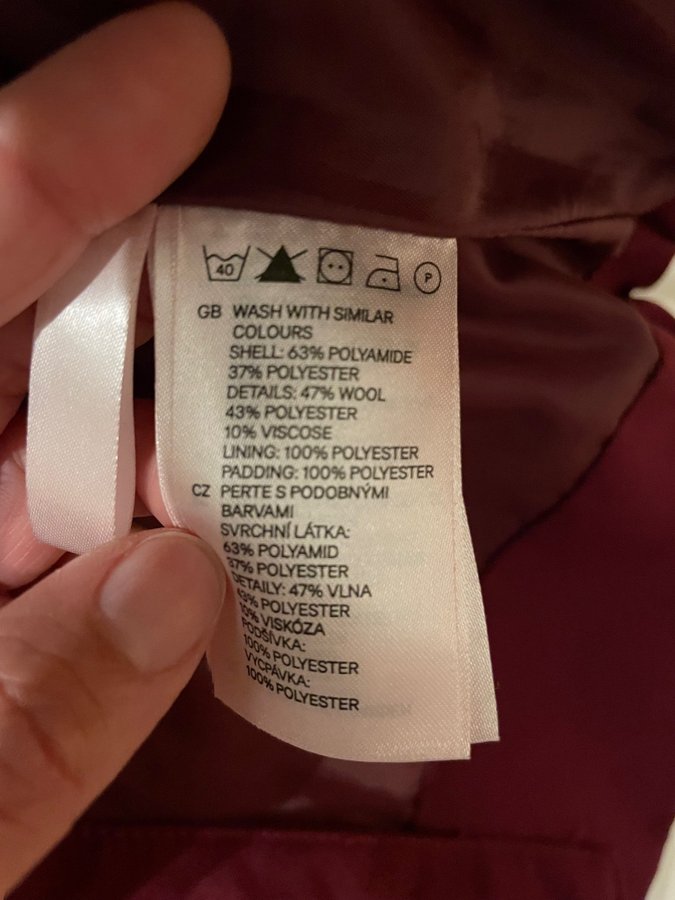 40
P
GB WASH WITH SIMILAR
COLOURS
SHELL: 63% POLYAMIDE
37% POLYESTER
DETAILS: 47% WOOL
43% POLYESTER
10% VISCOSE
LINING: 100% POLYESTER
PADDING: 100% POLYESTER
CZ PERTE S PODOBNÝMI
BARVAMI
SVRCHNÍ LÁTKA:
63% POLYAMID
37% POLYESTER
DETAILY: 47% VLNA
43% POLYESTER
10% VISKÓZA
PODŠÍVKA:
100% POLYESTER
VYCPÁVKA:
100% POLYESTER